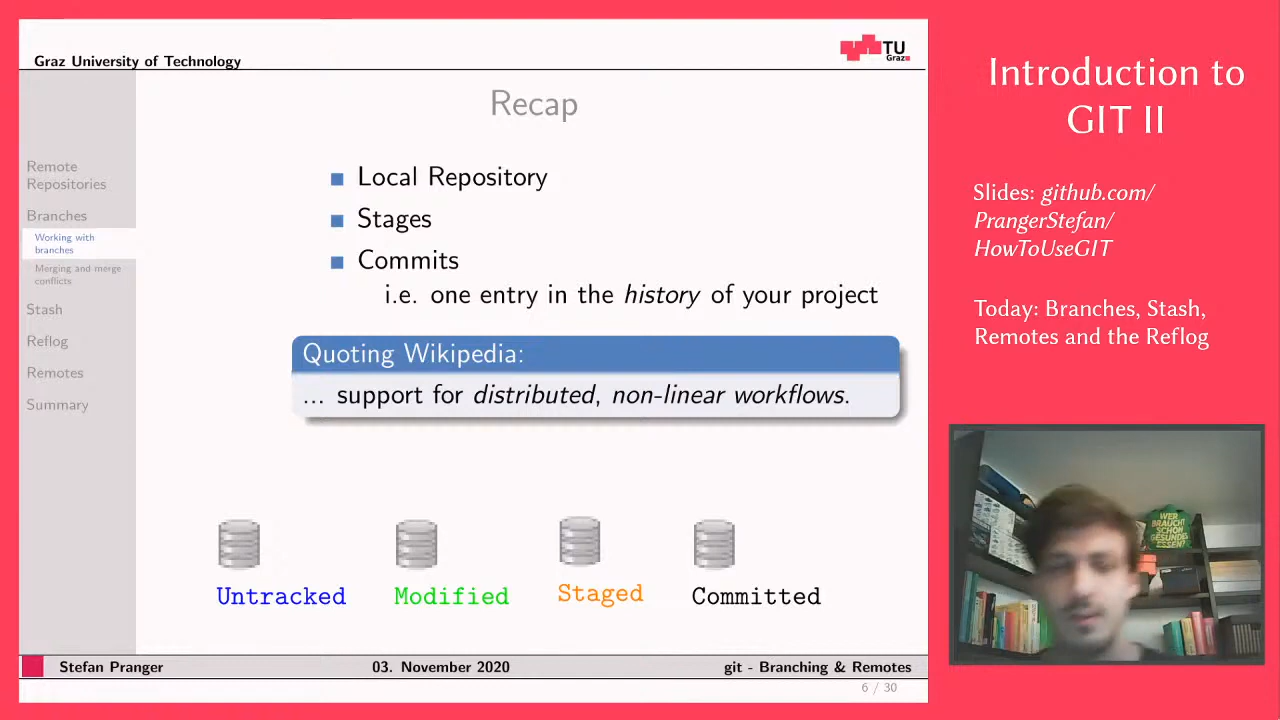 Graz University of Technology
TU
Graz
Recap
Remote
Repositories
Branches
Working with
branches
Merging and merge
conflicts
Stash
Reflog
Remotes
Summary
Local Repository
Stages
Commits
i.e. one entry in the history of your project
Quoting Wikipedia:
... support for distributed, non-linear workflows.
Untracked
Modified
Staged
Committed
Stefan Pranger
03. November 2020
git - Branching & Remotes
6 / 30
Introduction to
GIT II
Slides: github.com/
PrangerStefan/
HowToUseGIT
Today: Branches, Stash,
Remotes and the Reflog
WER
BRAUCHT
SCHON
GESUNDES
ESSEN?